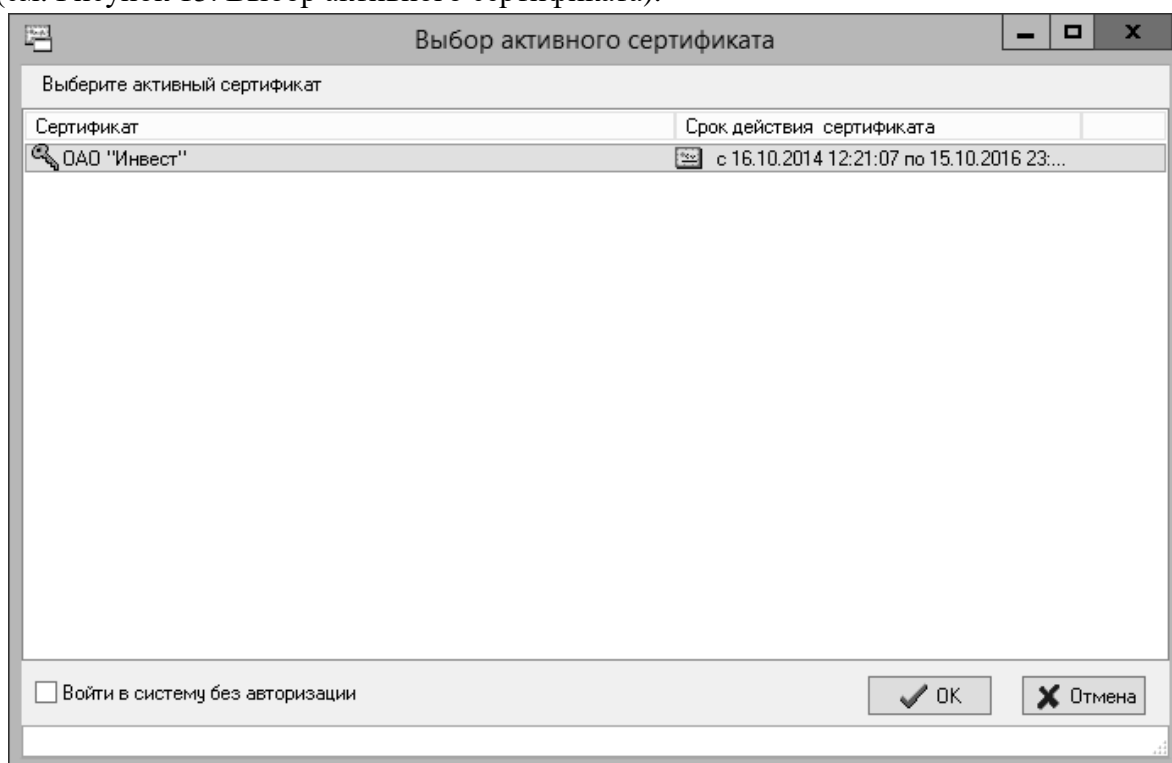 Выбор активного сертификата
Выберите активный сертификат
Сертификат Срок действия сертификата
ОАО "Инвест" с 16.10.2014 12:21:07 по 15.10.2016 23:...
Войти в систему без авторизации OK Отмена